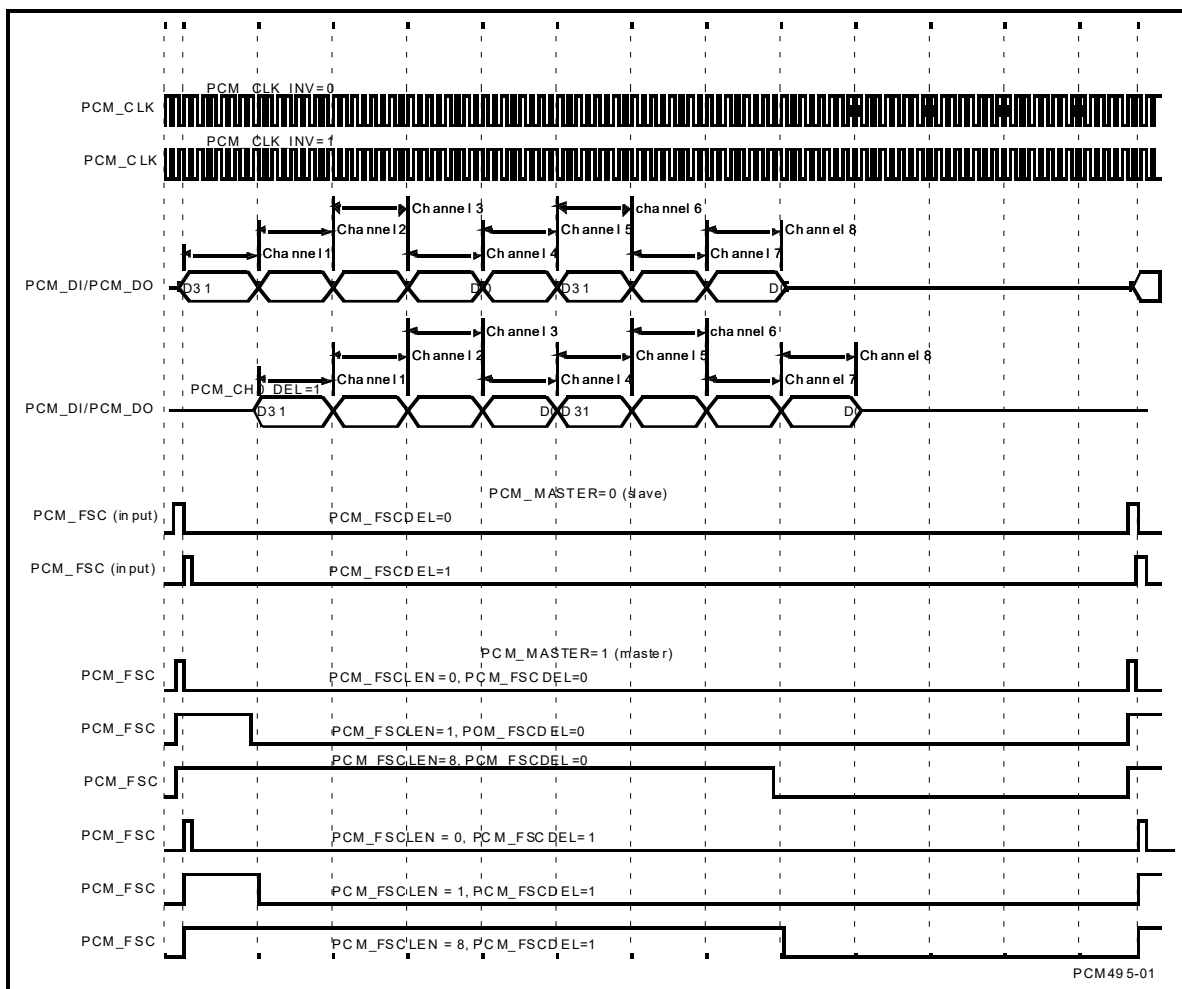 PCM_CLK_INV=0
PCM_CLK
PCM_CLK_INV=1
PCM_CLK
Channel 3 channel 6
Channel 2 Channel 5 Channel 8
Channel 1 Channel 4 Channel 7
PCM_DI/PCM_DO D31 D0 D31 D0
Channel 3 channel 6
Channel 2 Channel 5 Channel 8
Channel 1 Channel 4 Channel 7
PCM_CH0_DEL=1
PCM_DI/PCM_DO D31 D0 D31 D0
PCM_MASTER=0 (slave)
PCM_FSC (input) PCM_FSCDEL=0
PCM_FSC (input) PCM_FSCDEL=1
PCM_MASTER=1 (master)
PCM_FSC PCM_FSCLEN=0, PCM_FSCDEL=0
PCM_FSC PCM_FSCLEN=1, PCM_FSCDEL=0
PCM_FSCLEN=8, PCM_FSCDEL=0
PCM_FSC
PCM_FSC PCM_FSCLEN = 0, PCM_FSCDEL=1
PCM_FSC PCM_FSCLEN = 1, PCM_FSCDEL=1
PCM_FSC PCM_FSCLEN = 8, PCM_FSCDEL=1
PCM495-01